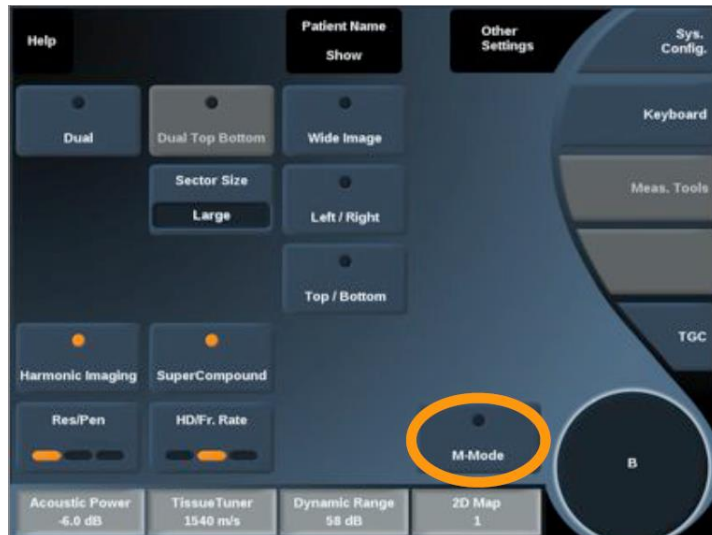 Help
Patient Name
Show
Other
Settings
Sys.
Config.
Dual
Dual Top Bottom
Wide Image
Keyboard
Sector Size
Large
Left / Right
Meas. Tools
Top / Bottom
Harmonic Imaging
SuperCompound
TGC
Res/Pen
HD/Fr. Rate
M-Mode
B
Acoustic Power
-6.0 dB
TissueTuner
1540 m/s
Dynamic Range
58 dB
2D Map
1